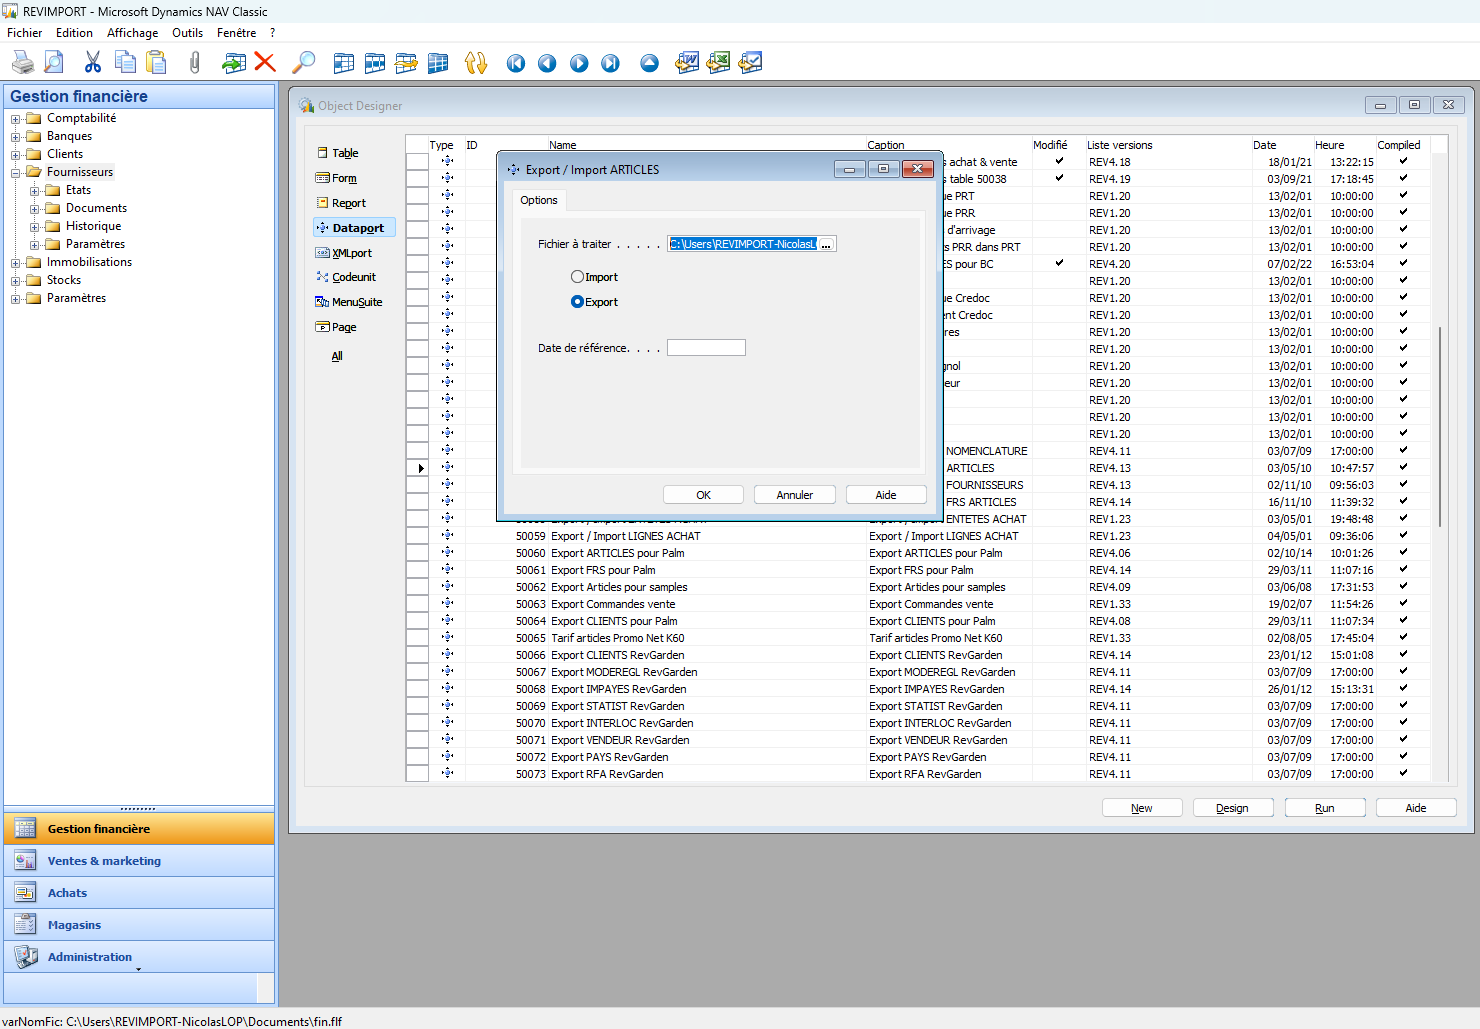 REVIMPORT - Microsoft Dynamics NAV Classic
Fichier Edition Affichage Outils Fenêtre ?
Gestion financière
Comptabilité
Banques
Clients
Fournisseurs
Etats
Documents
Historique
Paramètres
Immobilisations
Stocks
Paramètres
Gestion financière
Ventes & marketing
Achats
Magasins
Administration
Object Designer
Table
Form
Report
Dataport
XMLport
Codeunit
MenuSuite
Page
All
Type ID Name Caption Modifié Liste versions Date Heure Compiled
s achat & vente REV4.18 18/01/21 13:22:15
s table 50038 REV4.19 03/09/21 17:18:45
ue PRT REV1.20 13/02/01 10:00:00
ue PRR REV1.20 13/02/01 10:00:00
d'arrivage REV1.20 13/02/01 10:00:00
ts PRR dans PRT REV1.20 13/02/01 10:00:00
ES pour BC REV4.20 07/02/22 16:53:04
REV1.20 13/02/01 10:00:00
ue Credoc REV1.20 13/02/01 10:00:00
ent Credoc REV1.20 13/02/01 10:00:00
res REV1.20 13/02/01 10:00:00
REV1.20 13/02/01 10:00:00
gnol REV1.20 13/02/01 10:00:00
eur REV1.20 13/02/01 10:00:00
REV1.20 13/02/01 10:00:00
REV1.20 13/02/01 10:00:00
REV1.20 13/02/01 10:00:00
NOMENCLATURE REV4.11 03/07/09 17:00:00
ARTICLES REV4.13 03/05/10 10:47:57
FOURNISSEURS REV4.13 02/11/10 09:56:03
FRS ARTICLES REV4.14 16/11/10 11:39:32
ENTETES ACHAT REV1.23 03/05/01 19:48:48
50059 Export / Import LIGNES ACHAT Export / Import LIGNES ACHAT REV1.23 04/05/01 09:36:06
50060 Export ARTICLES pour Palm Export ARTICLES pour Palm REV4.06 02/10/14 10:01:26
50061 Export FRS pour Palm Export FRS pour Palm REV4.14 29/03/11 11:07:16
50062 Export Articles pour samples Export Articles pour samples REV4.09 03/06/08 17:31:53
50063 Export Commandes vente Export Commandes vente REV1.33 19/02/07 11:54:26
50064 Export CLIENTS pour Palm Export CLIENTS pour Palm REV4.08 29/03/11 11:07:34
50065 Tarif articles Promo Net K60 Tarif articles Promo Net K60 REV1.33 02/08/05 17:45:04
50066 Export CLIENTS RevGarden Export CLIENTS RevGarden REV4.14 23/01/12 15:01:08
50067 Export MODEREGL RevGarden Export MODEREGL RevGarden REV4.11 03/07/09 17:00:00
50068 Export IMPAYES RevGarden Export IMPAYES RevGarden REV4.14 26/01/12 15:13:31
50069 Export STATIST RevGarden Export STATIST RevGarden REV4.11 03/07/09 17:00:00
50070 Export INTERLOC RevGarden Export INTERLOC RevGarden REV4.11 03/07/09 17:00:00
50071 Export VENDEUR RevGarden Export VENDEUR RevGarden REV4.11 03/07/09 17:00:00
50072 Export PAYS RevGarden Export PAYS RevGarden REV4.11 03/07/09 17:00:00
50073 Export RFA RevGarden Export RFA RevGarden REV4.11 03/07/09 17:00:00
New Design Run Aide
Export / Import ARTICLES
Options
Fichier à traiter . . . . . C:\Users\REVIMPORT-NicolasL ...
Import
Export
Date de référence. . . .
OK Annuler Aide
varNomFic: C:\Users\REVIMPORT-NicolasLOP\Documents\fin.flf